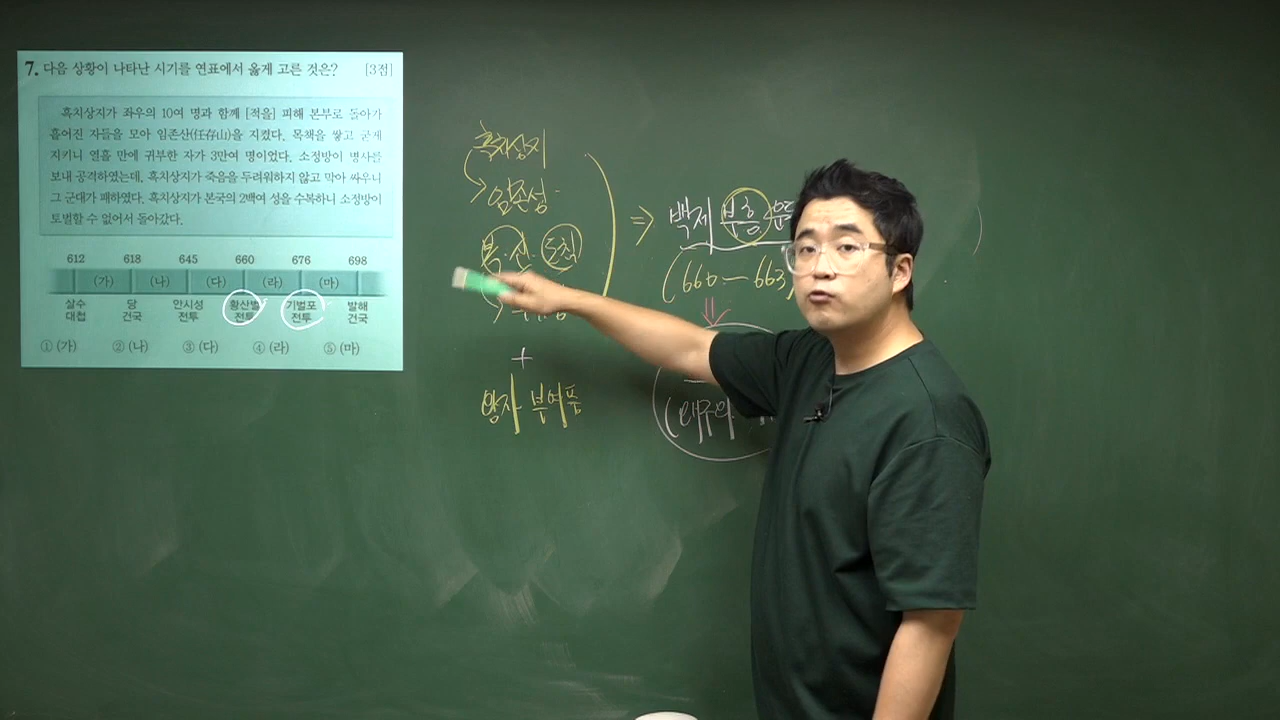 7. 다음 상황이 나타난 시기를 연표에서 옳게 고른 것은? [3점]
흑치상지가 좌우의 10여 명과 함께 [적을] 피해 본부로 돌아가
흩어진 자들을 모아 임존산(任存山)을 지켰다. 목책을 쌓고 굳게
지키니 열흘 만에 귀부한 자가 3만여 명이었다. 소정방이 병사를
보내 공격하였는데, 흑치상지가 죽음을 두려워하지 않고 막아 싸우니
그 군대가 패하였다. 흑치상지가 본국의 2백여 성을 수복하니 소정방이
토벌할 수 없어서 돌아갔다.
612 618 645 660 676 698
(가) (나) (다) (라) (마)
살수 당 안시성 황산벌 기벌포 발해
대첩 건국 전투 전투 전투 건국
① (가) ② (나) ③ (다) ④ (라) ⑤ (마)
흑치상지
임존성
복·신·도침
+
왕자 부여풍
백제 부흥 운동
(660-663)